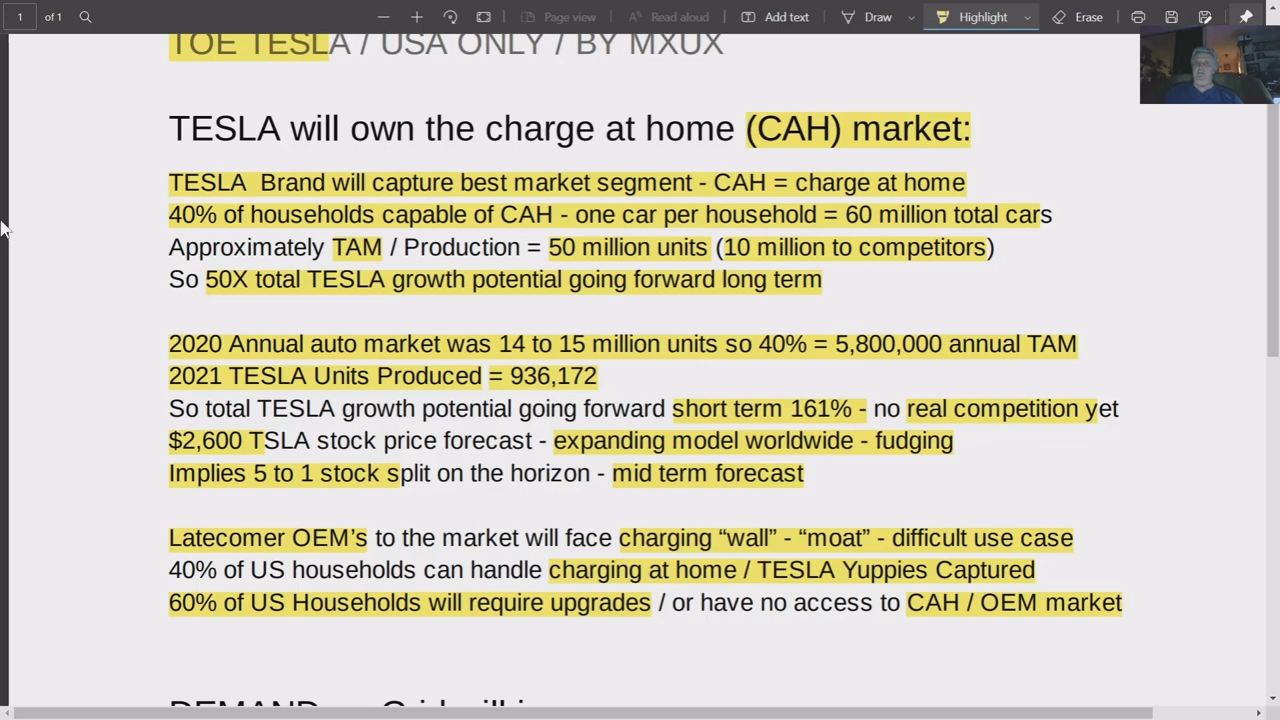 1 of 1 Page view Read aloud Add text Draw Highlight Erase
TOE TESLA / USA ONLY / BY MXUX
TESLA will own the charge at home (CAH) market:
TESLA  Brand will capture best market segment - CAH = charge at home
40% of households capable of CAH - one car per household = 60 million total cars
Approximately TAM / Production = 50 million units (10 million to competitors)
So 50X total TESLA growth potential going forward long term
2020 Annual auto market was 14 to 15 million units so 40% = 5,800,000 annual TAM
2021 TESLA Units Produced = 936,172
So total TESLA growth potential going forward short term 161% - no real competition yet
$2,600 TSLA stock price forecast - expanding model worldwide - fudging
Implies 5 to 1 stock split on the horizon - mid term forecast
Latecomer OEM’s to the market will face charging “wall” - “moat” - difficult use case
40% of US households can handle charging at home / TESLA Yuppies Captured
60% of US Households will require upgrades / or have no access to CAH / OEM market